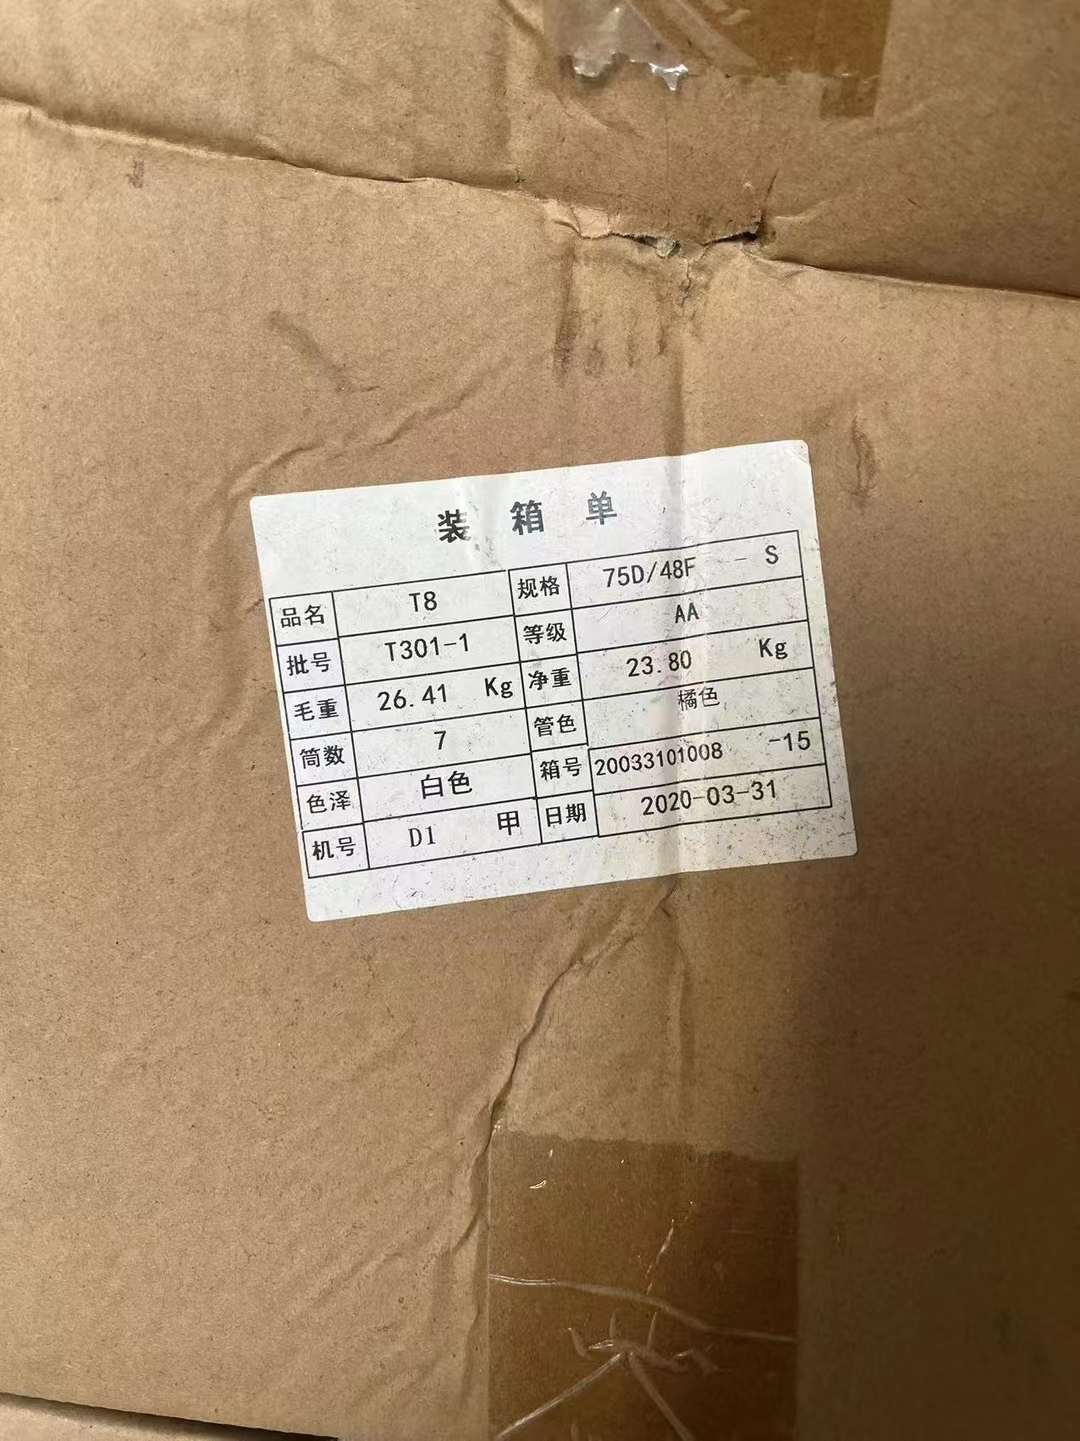 装箱单
品名 T8 规格 75D/48F - S
批号 T301-1 等级 AA
毛重 26.41 Kg 净重 23.80 Kg
筒数 7 管色 橘色
色泽 白色 箱号 20033101008 -15
机号 D1 甲 日期 2020-03-31